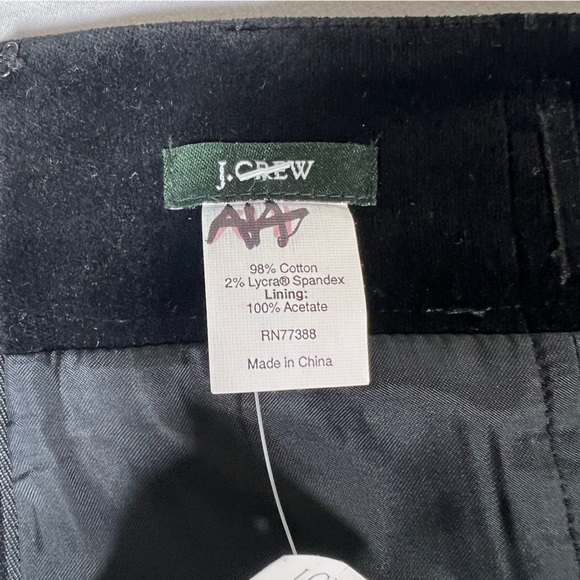 J.CREW
98% Cotton
2% Lycra® Spandex
Lining:
100% Acetate
RN77388
Made in China